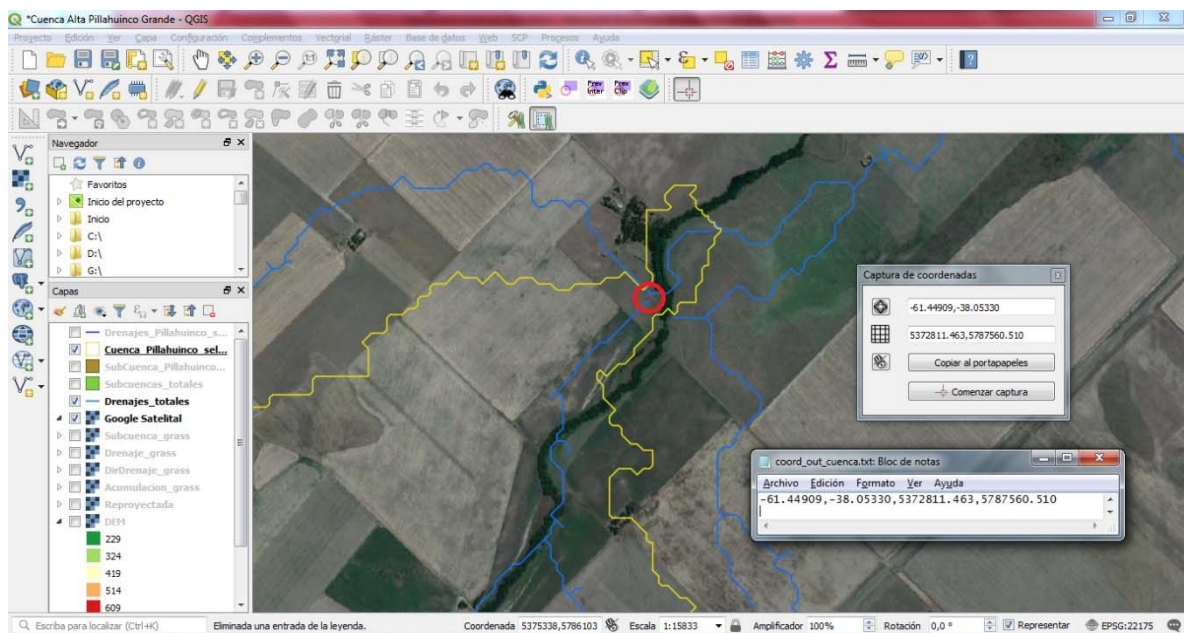 *Cuenca Alta Pillahuinco Grande - QGIS
Proyecto Edición Ver Capa Configuración Complementos Vectorial Ráster Base de datos Web SCP Procesos Ayuda
Navegador
Favoritos
Inicio del proyecto
Inicio
C:\
D:\
G:\
Capas
Drenajes_Pillahuinco_s...
Cuenca_Pillahuinco_sel...
SubCuenca_Pillahuinco...
Subcuencas_totales
Drenajes_totales
Google Satelital
Subcuenca_grass
Drenaje_grass
DirDrenaje_grass
Acumulacion_grass
Reproyectada
DEM
229
324
419
514
609
Captura de coordenadas
-61.44909,-38.05330
5372811.463,5787560.510
Copiar al portapapeles
Comenzar captura
coord_out_cuenca.txt: Bloc de notas
Archivo Edición Formato Ver Ayuda
-61.44909,-38.05330,5372811.463,5787560.510
Escriba para localizar (Ctrl+K) Eliminada una entrada de la leyenda. Coordenada 5375338,5786103 Escala 1:15833 Amplificador 100% Rotación 0,0 ° Representar EPSG:22175